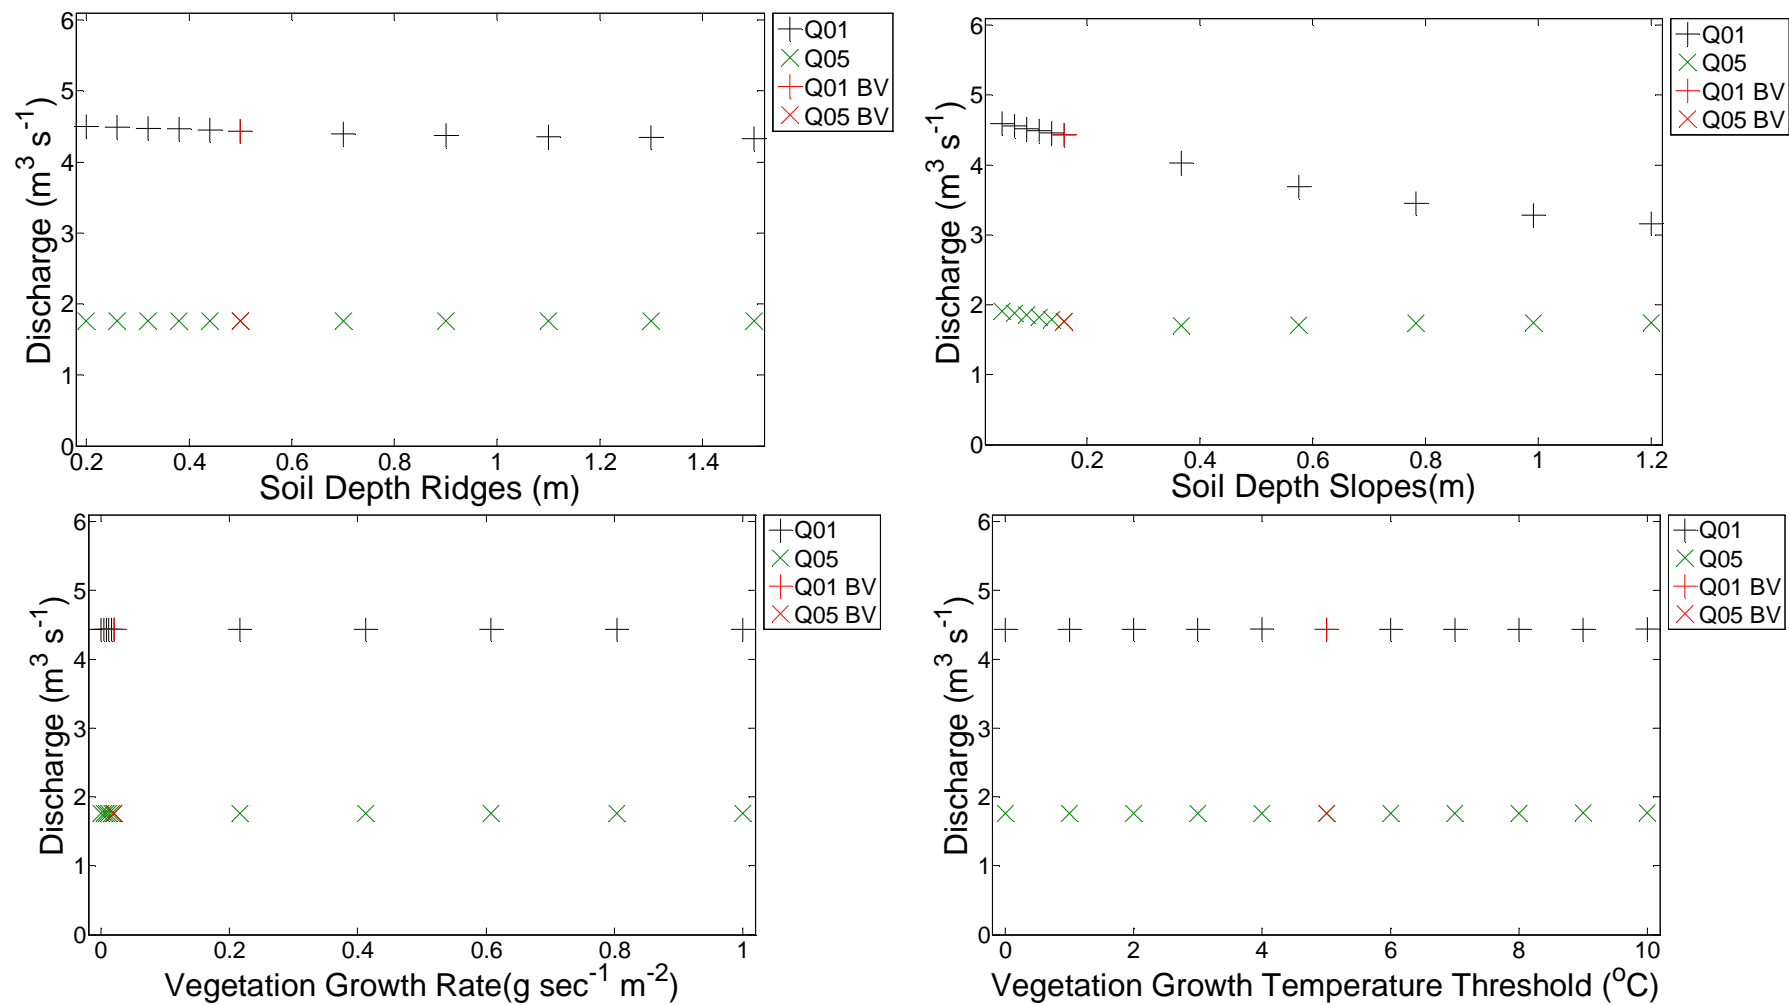 6
5
4
3
2
1
0
Discharge (m³ s⁻¹)
0.2 0.4 0.6 0.8 1 1.2 1.4
Soil Depth Ridges (m)
Q01
Q05
Q01 BV
Q05 BV
6
5
4
3
2
1
0
Discharge (m³ s⁻¹)
0.2 0.4 0.6 0.8 1 1.2
Soil Depth Slopes(m)
Q01
Q05
Q01 BV
Q05 BV
6
5
4
3
2
1
0
Discharge (m³ s⁻¹)
0 0.2 0.4 0.6 0.8 1
Vegetation Growth Rate(g sec⁻¹ m⁻²)
Q01
Q05
Q01 BV
Q05 BV
6
5
4
3
2
1
0
Discharge (m³ s⁻¹)
0 2 4 6 8 10
Vegetation Growth Temperature Threshold (°C)
Q01
Q05
Q01 BV
Q05 BV